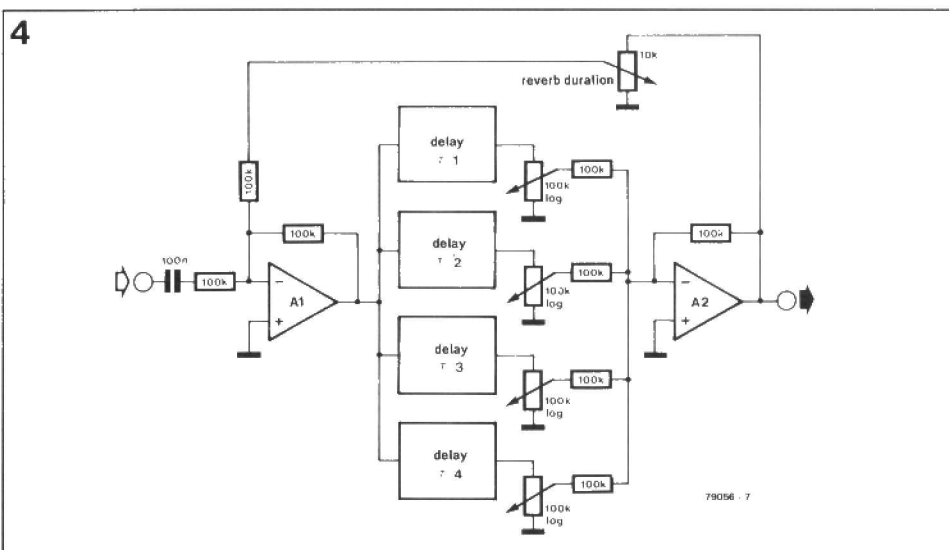 4
10k
reverb duration
delay
τ 1
100k
100k
log
100k
100k
100n
100k
A1
delay
τ 2
100k
100k
log
100k
A2
delay
τ 3
100k
100k
log
delay
τ 4
100k
100k
log
79056 - 7